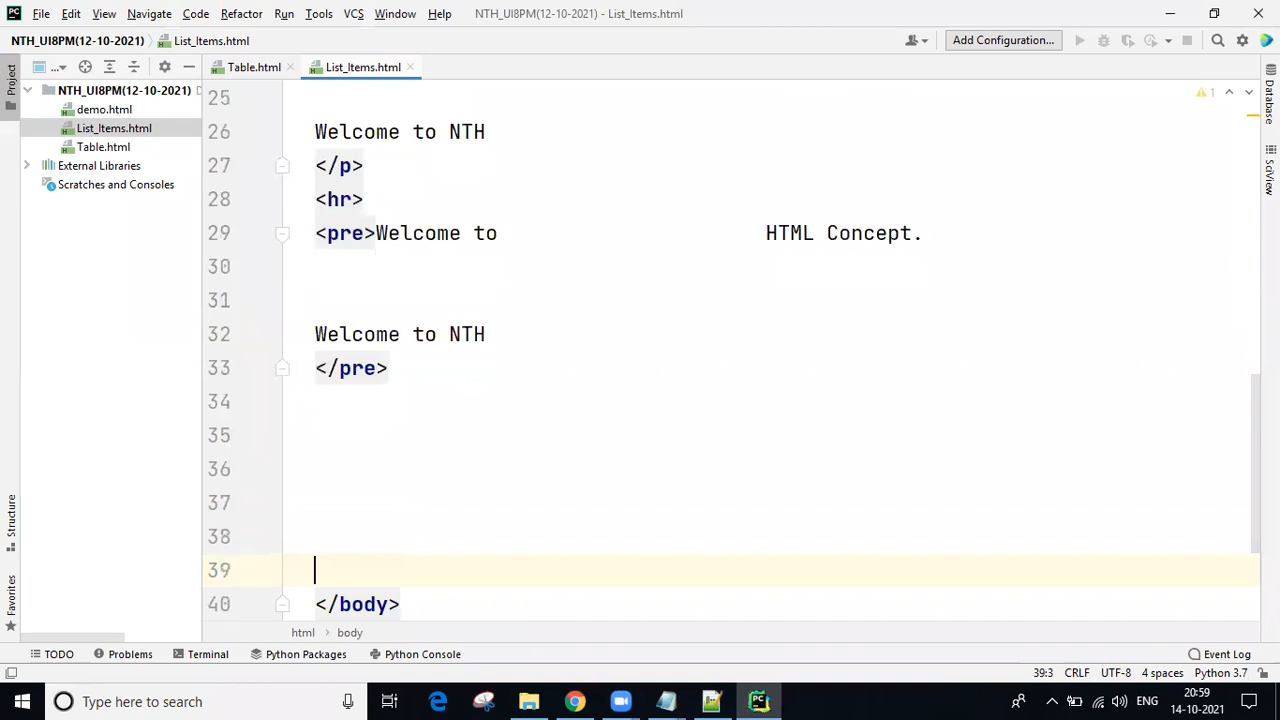 PC File Edit View Navigate Code Refactor Run Tools VCS Window Help NTH_UI8PM(12-10-2021) - List_Items.html
NTH_UI8PM(12-10-2021) List_Items.html Add Configuration...
... Table.html List_Items.html
Project
NTH_UI8PM(12-10-2021) D
demo.html
List_Items.html
Table.html
External Libraries
Scratches and Consoles
25
26 Welcome to NTH
27 </p>
28 <hr>
29 <pre>Welcome to HTML Concept.
30
31
32 Welcome to NTH
33 </pre>
34
35
36
37
38
39
40 </body>
1
Database
SciView
Structure
Favorites
html › body
TODO Problems Terminal Python Packages Python Console Event Log
39:3 CRLF UTF-8 4 spaces Python 3.7
Type here to search ENG 20:59
14-10-2021